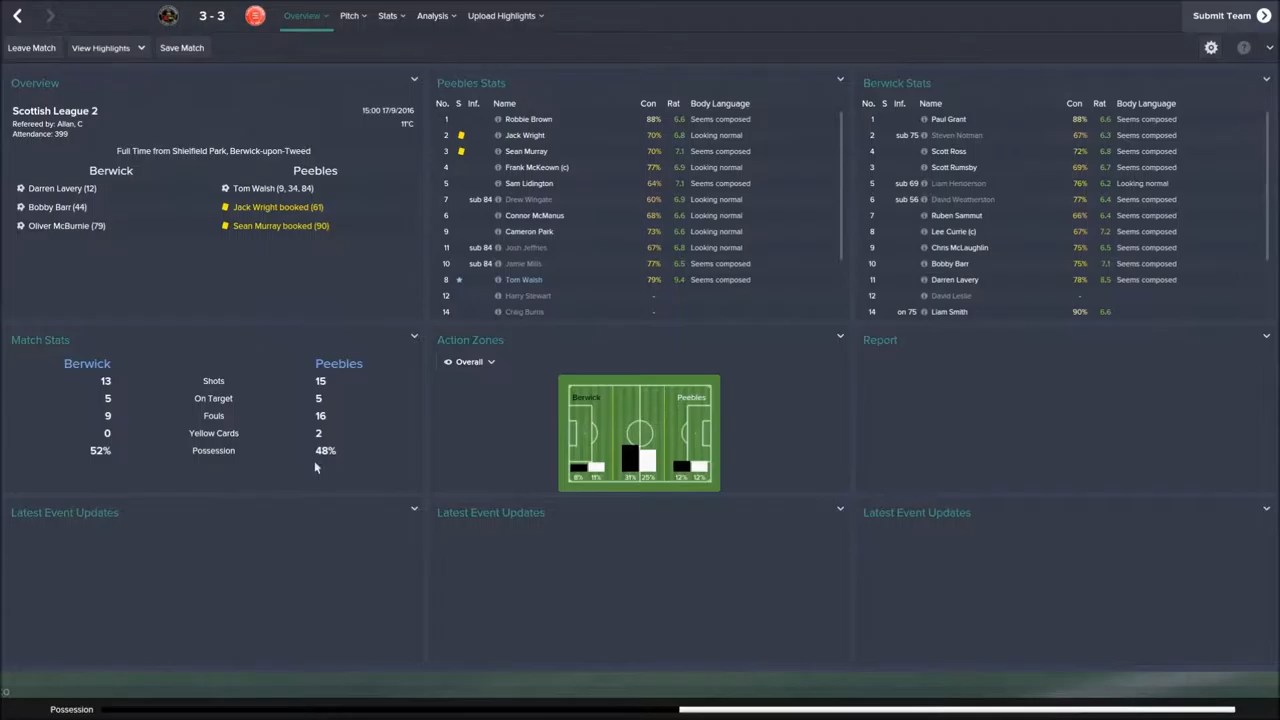 3 - 3
Overview
Pitch
Stats
Analysis
Upload Highlights
Submit Team
Leave Match
View Highlights
Save Match
Overview
Scottish League 2
15:00 17/9/2016
Refereed by: Allan, C
11°C
Attendance: 399
Full Time from Shielfield Park, Berwick-upon-Tweed
Berwick Peebles
Darren Lavery (12) Tom Walsh (9, 34, 84)
Bobby Barr (44) Jack Wright booked (61)
Oliver McBurnie (79) Sean Murray booked (90)
Peebles Stats
No. S Inf. Name Con Rat Body Language
1 Robbie Brown 88% 6.6 Seems composed
2 Jack Wright 70% 6.8 Looking normal
3 Sean Murray 70% 7.1 Seems composed
4 Frank McKeown (c) 77% 6.9 Looking normal
5 Sam Lidington 64% 7.1 Seems composed
7 sub 84 Drew Wingate 60% 6.9 Looking normal
6 Connor McManus 68% 6.6 Looking normal
9 Cameron Park 73% 6.6 Looking normal
11 sub 84 Josh Jeffries 67% 6.8 Looking normal
10 sub 84 Jamie Mills 77% 6.5 Seems composed
8 Tom Walsh 79% 9.4 Seems composed
12 Harry Stewart -
14 Craig Burns -
Berwick Stats
No. S Inf. Name Con Rat Body Language
1 Paul Grant 88% 6.6 Seems composed
2 sub 75 Steven Notman 67% 6.3 Seems composed
4 Scott Ross 72% 6.8 Seems composed
3 Scott Rumsby 69% 6.7 Seems composed
5 sub 69 Liam Henderson 76% 6.2 Looking normal
6 sub 56 David Weatherston 77% 6.4 Seems composed
7 Ruben Sammut 66% 6.4 Seems composed
8 Lee Currie (c) 67% 7.2 Seems composed
9 Chris McLaughlin 75% 6.5 Seems composed
10 Bobby Barr 75% 7.1 Seems composed
11 Darren Lavery 78% 8.5 Seems composed
12 David Leslie -
14 on 75 Liam Smith 90% 6.6
Match Stats
Berwick Peebles
13 Shots 15
5 On Target 5
9 Fouls 16
0 Yellow Cards 2
52% Possession 48%
Action Zones
Overall
Berwick Peebles
8% 11% 31% 25% 12% 12%
Report
Latest Event Updates
Latest Event Updates
Latest Event Updates
Possession